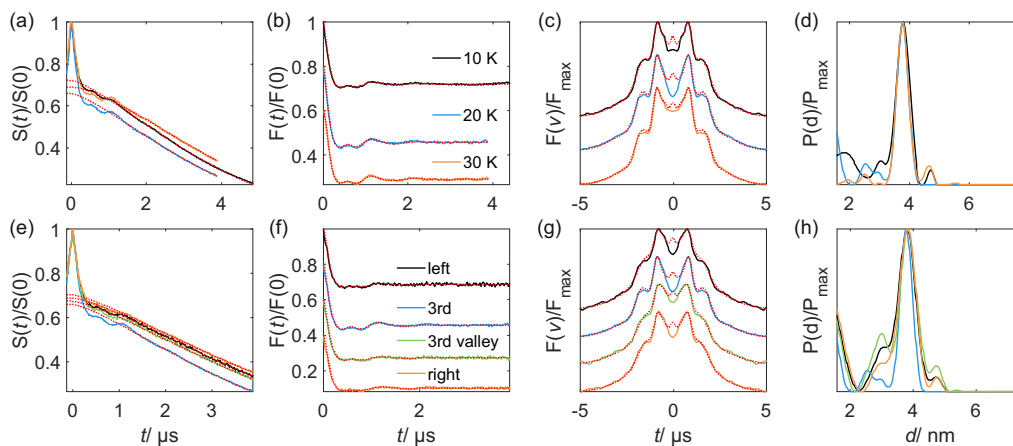 (a)
S(t)/S(0)
1
0.8
0.6
0.4
0 2 4
(b)
F(t)/F(0)
1
0.8
0.6
0.4
0 2 4
10 K
20 K
30 K
(c)
F(ν)/Fmax
-5 0 5
(d)
P(d)/Pmax
2 4 6
(e)
S(t)/S(0)
1
0.8
0.6
0.4
0 1 2 3
t/ µs
(f)
F(t)/F(0)
1
0.8
0.6
0.4
0.2
0 2
t/ µs
left
3rd
3rd valley
right
(g)
F(ν)/Fmax
-5 0 5
t/ µs
(h)
P(d)/Pmax
2 4 6
d/ nm